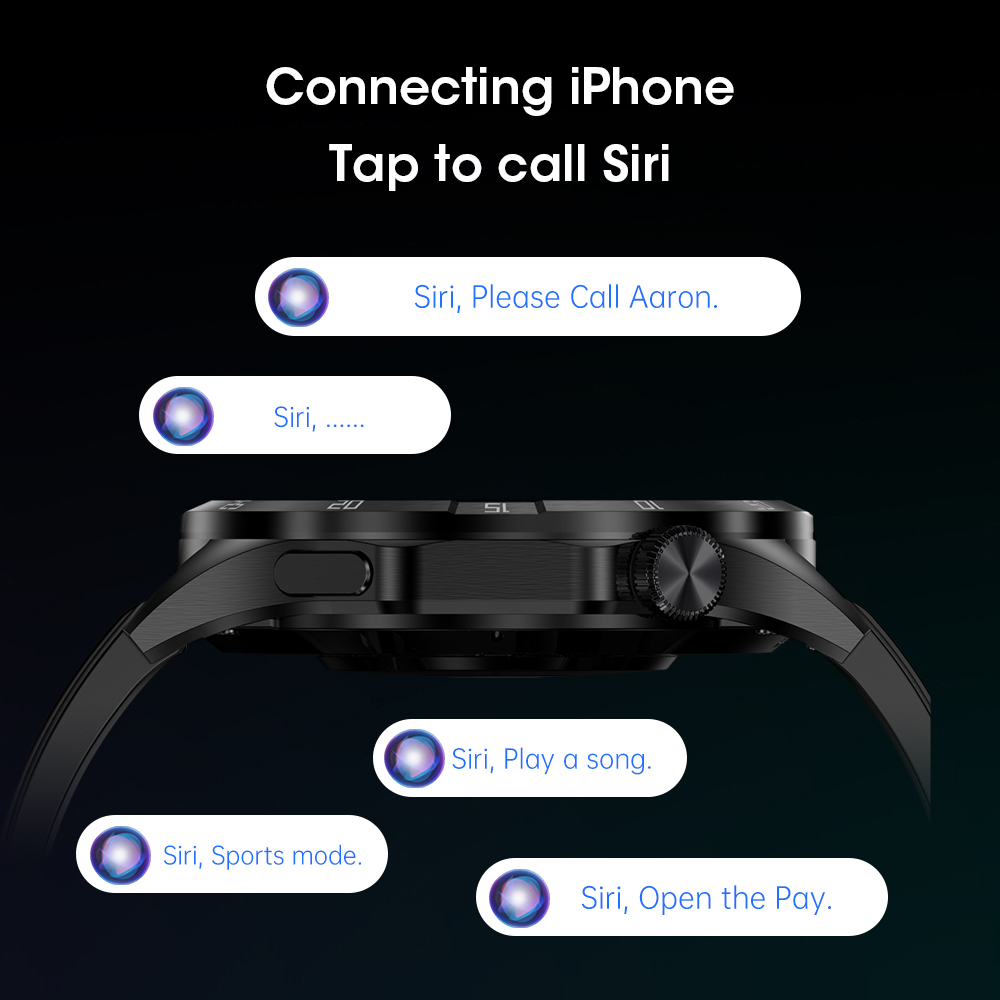 Connecting iPhone
Tap to call Siri
Siri, Please Call Aaron.
Siri, ......
20 15 10
Siri, Play a song.
Siri, Sports mode.
Siri, Open the Pay.